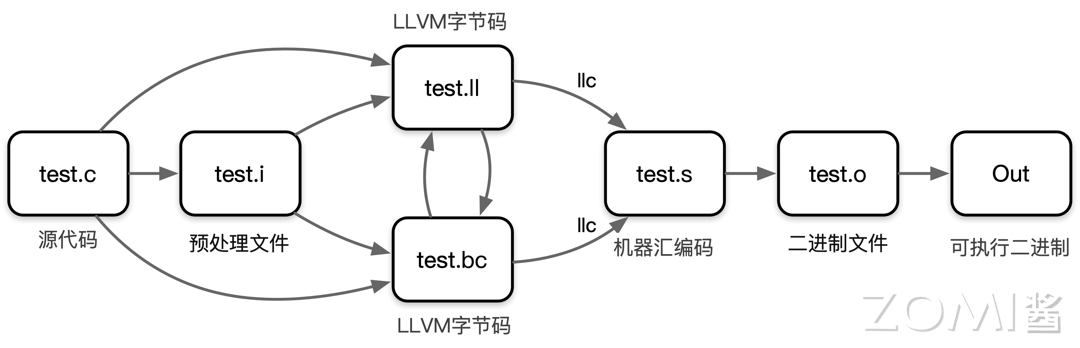 LLVM字节码
test.ll
llc
test.c
源代码
test.i
预处理文件
test.s
机器汇编码
test.o
二进制文件
Out
可执行二进制
llc
test.bc
LLVM字节码
ZOMI酱